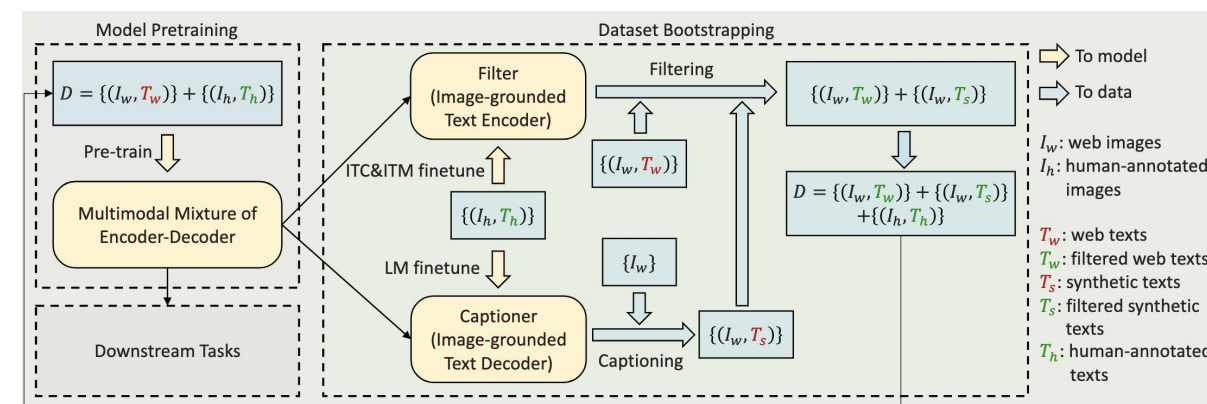 Model Pretraining
D = {(I_w, T_w)} + {(I_h, T_h)}
Pre-train
Multimodal Mixture of
Encoder-Decoder
Downstream Tasks
Dataset Bootstrapping
Filter
(Image-grounded
Text Encoder)
ITC&ITM finetune
{(I_h, T_h)}
LM finetune
Captioner
(Image-grounded
Text Decoder)
Filtering
{(I_w, T_w)}
{I_w}
Captioning
{(I_w, T_s)}
{(I_w, T_w)} + {(I_w, T_s)}
D = {(I_w, T_w)} + {(I_w, T_s)}
+{(I_h, T_h)}
To model
To data
I_w: web images
I_h: human-annotated
images
T_w: web texts
T_w: filtered web texts
T_s: synthetic texts
T_s: filtered synthetic
texts
T_h: human-annotated
texts